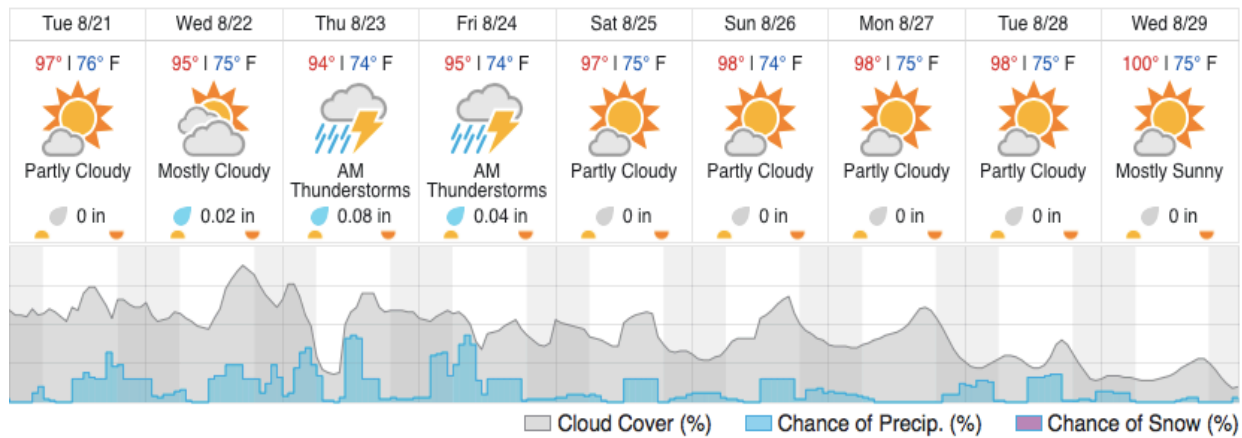 Tue 8/21 Wed 8/22 Thu 8/23 Fri 8/24 Sat 8/25 Sun 8/26 Mon 8/27 Tue 8/28 Wed 8/29
97° | 76° F 95° | 75° F 94° | 74° F 95° | 74° F 97° | 75° F 98° | 74° F 98° | 75° F 98° | 75° F 100° | 75° F
Partly Cloudy Mostly Cloudy AM AM Partly Cloudy Partly Cloudy Partly Cloudy Partly Cloudy Mostly Sunny
Thunderstorms Thunderstorms
0 in 0.02 in 0.08 in 0.04 in 0 in 0 in 0 in 0 in 0 in
Cloud Cover (%) Chance of Precip. (%) Chance of Snow (%)